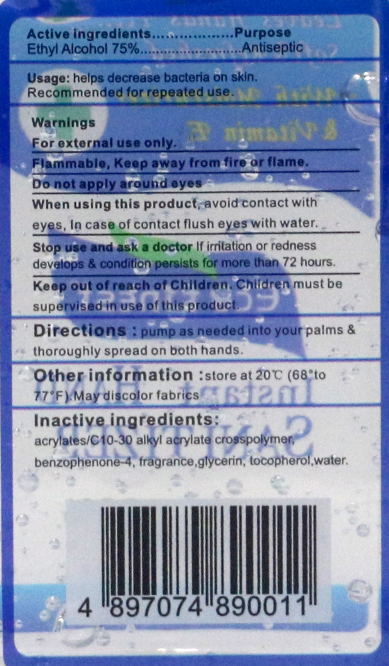 Active ingredients..................Purpose
Ethyl Alcohol 75%......................Antiseptic
Usage: helps decrease bacteria on skin.
Recommended for repeated use.
Warnings
For external use only.
Flammable, Keep away from fire or flame.
Do not apply around eyes
When using this product, avoid contact with
eyes, In case of contact flush eyes with water.
Stop use and ask a doctor If irritation or redness
develops & condition persists for more than 72 hours.
Keep out of reach of Children. Children must be
supervised in use of this product.
Directions : pump as needed into your palms &
thoroughly spread on both hands.
Other information :store at 20℃ (68°to
77°F).May discolor fabrics
Inactive ingredients:
acrylates/C10-30 alkyl acrylate crosspolymer,
benzophenone-4, fragrance,glycerin, tocopherol,water.
4 897074 890011